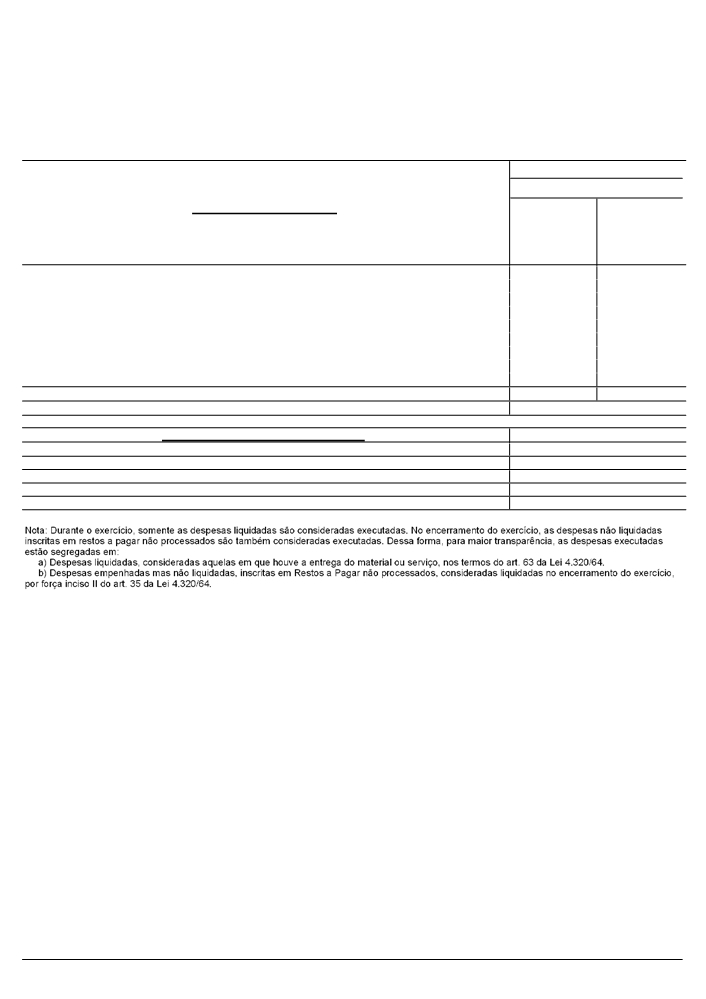 Nota: Durante o exercício, somente as despesas liquidadas são consideradas executadas. No encerramento do exercício, as despesas não liquidadas
inscritas em restos a pagar não processados são também consideradas executadas. Dessa forma, para maior transparência, as despesas executadas
estão segregadas em:
a) Despesas liquidadas, consideradas aquelas em que houve a entrega do material ou serviço, nos termos do art. 63 da Lei 4.320/64.
b) Despesas empenhadas mas não liquidadas, inscritas em Restos a Pagar não processados, consideradas liquidadas no encerramento do exercício,
por força inciso II do art. 35 da Lei 4.320/64.